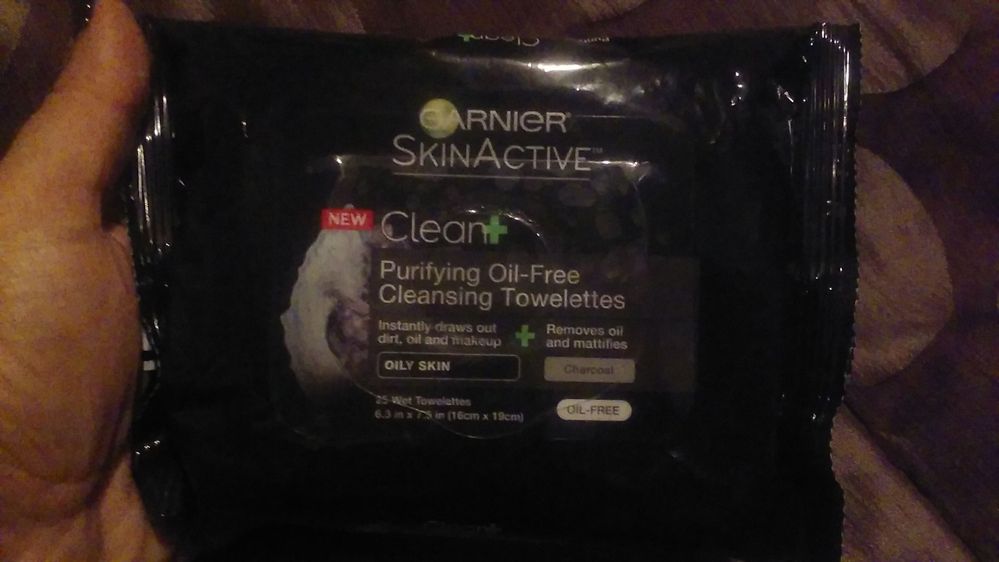 GARNIER
SKINACTIVE™
NEW Clean+
Purifying Oil-Free
Cleansing Towelettes
Instantly draws out
dirt, oil and makeup
+
Removes oil
and mattifies
OILY SKIN
Charcoal
25 Wet Towelettes
6.3 in x 7.5 in (16cm x 19cm)
OIL-FREE